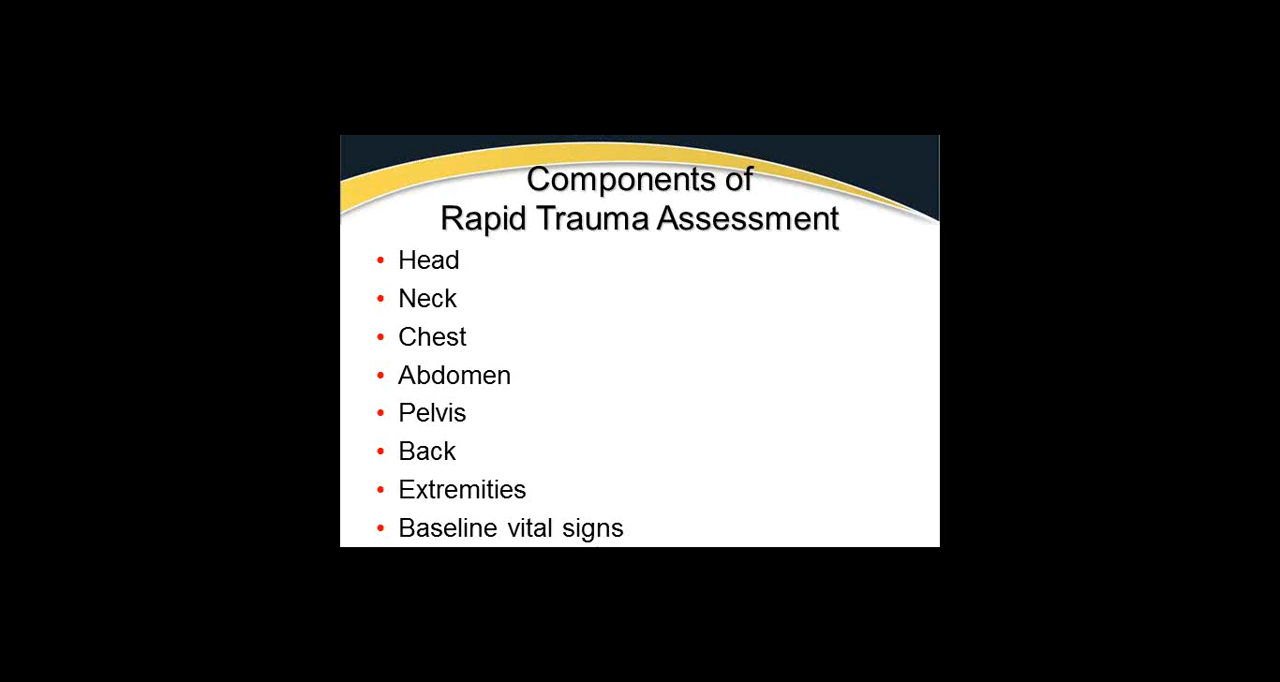 Components of
Rapid Trauma Assessment
• Head
• Neck
• Chest
• Abdomen
• Pelvis
• Back
• Extremities
• Baseline vital signs